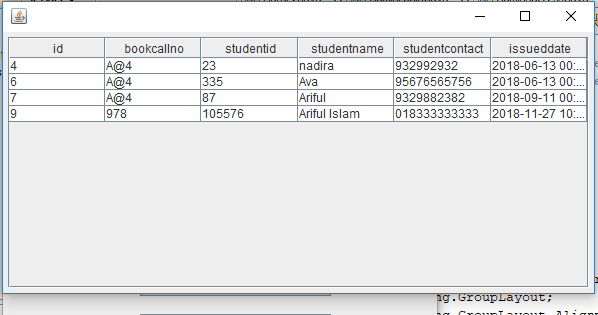 id bookcallno studentid studentname studentcontact issueddate
4 A@4 23 nadira 932992932 2018-06-13 00:...
6 A@4 335 Ava 95676565756 2018-06-13 00:...
7 A@4 87 Ariful 9329882382 2018-09-11 00:...
9 978 105576 Ariful Islam 018333333333 2018-11-27 10:...
ng.GroupLayout;